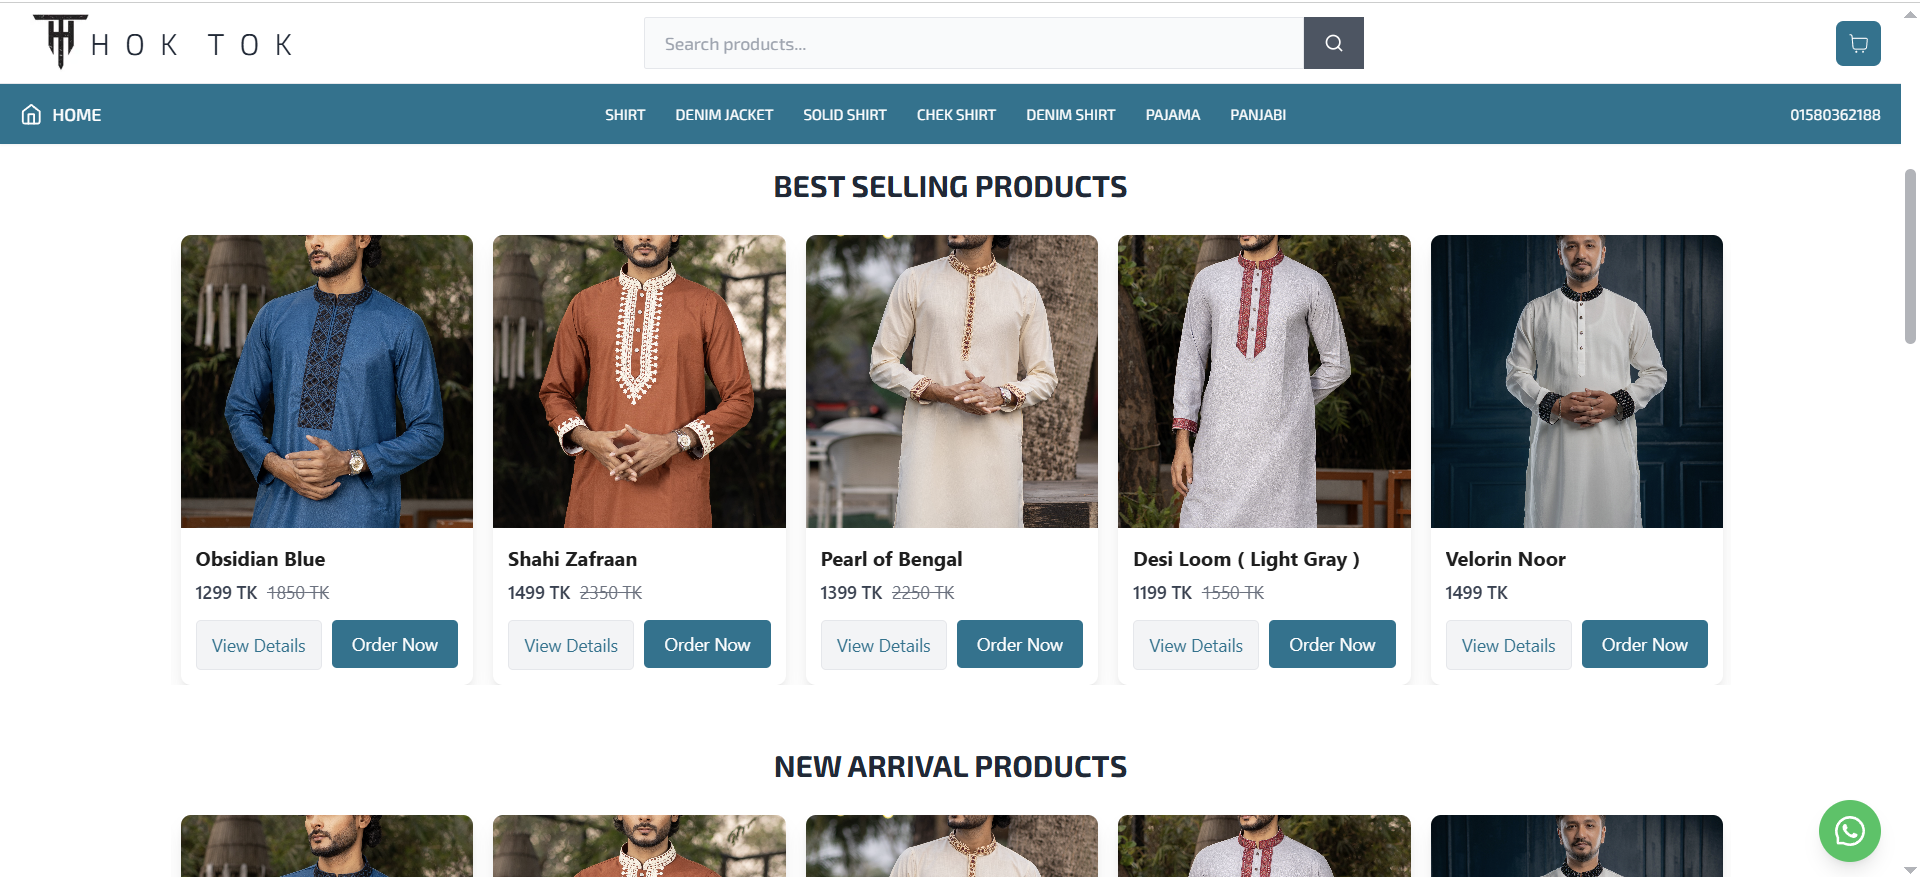 HOK TOK
Search products...
HOME
SHIRT DENIM JACKET SOLID SHIRT CHEK SHIRT DENIM SHIRT PAJAMA PANJABI
01580362188
BEST SELLING PRODUCTS
Obsidian Blue
1299 TK 1850 TK
View Details Order Now
Shahi Zafraan
1499 TK 2350 TK
View Details Order Now
Pearl of Bengal
1399 TK 2250 TK
View Details Order Now
Desi Loom ( Light Gray )
1199 TK 1550 TK
View Details Order Now
Velorin Noor
1499 TK
View Details Order Now
NEW ARRIVAL PRODUCTS